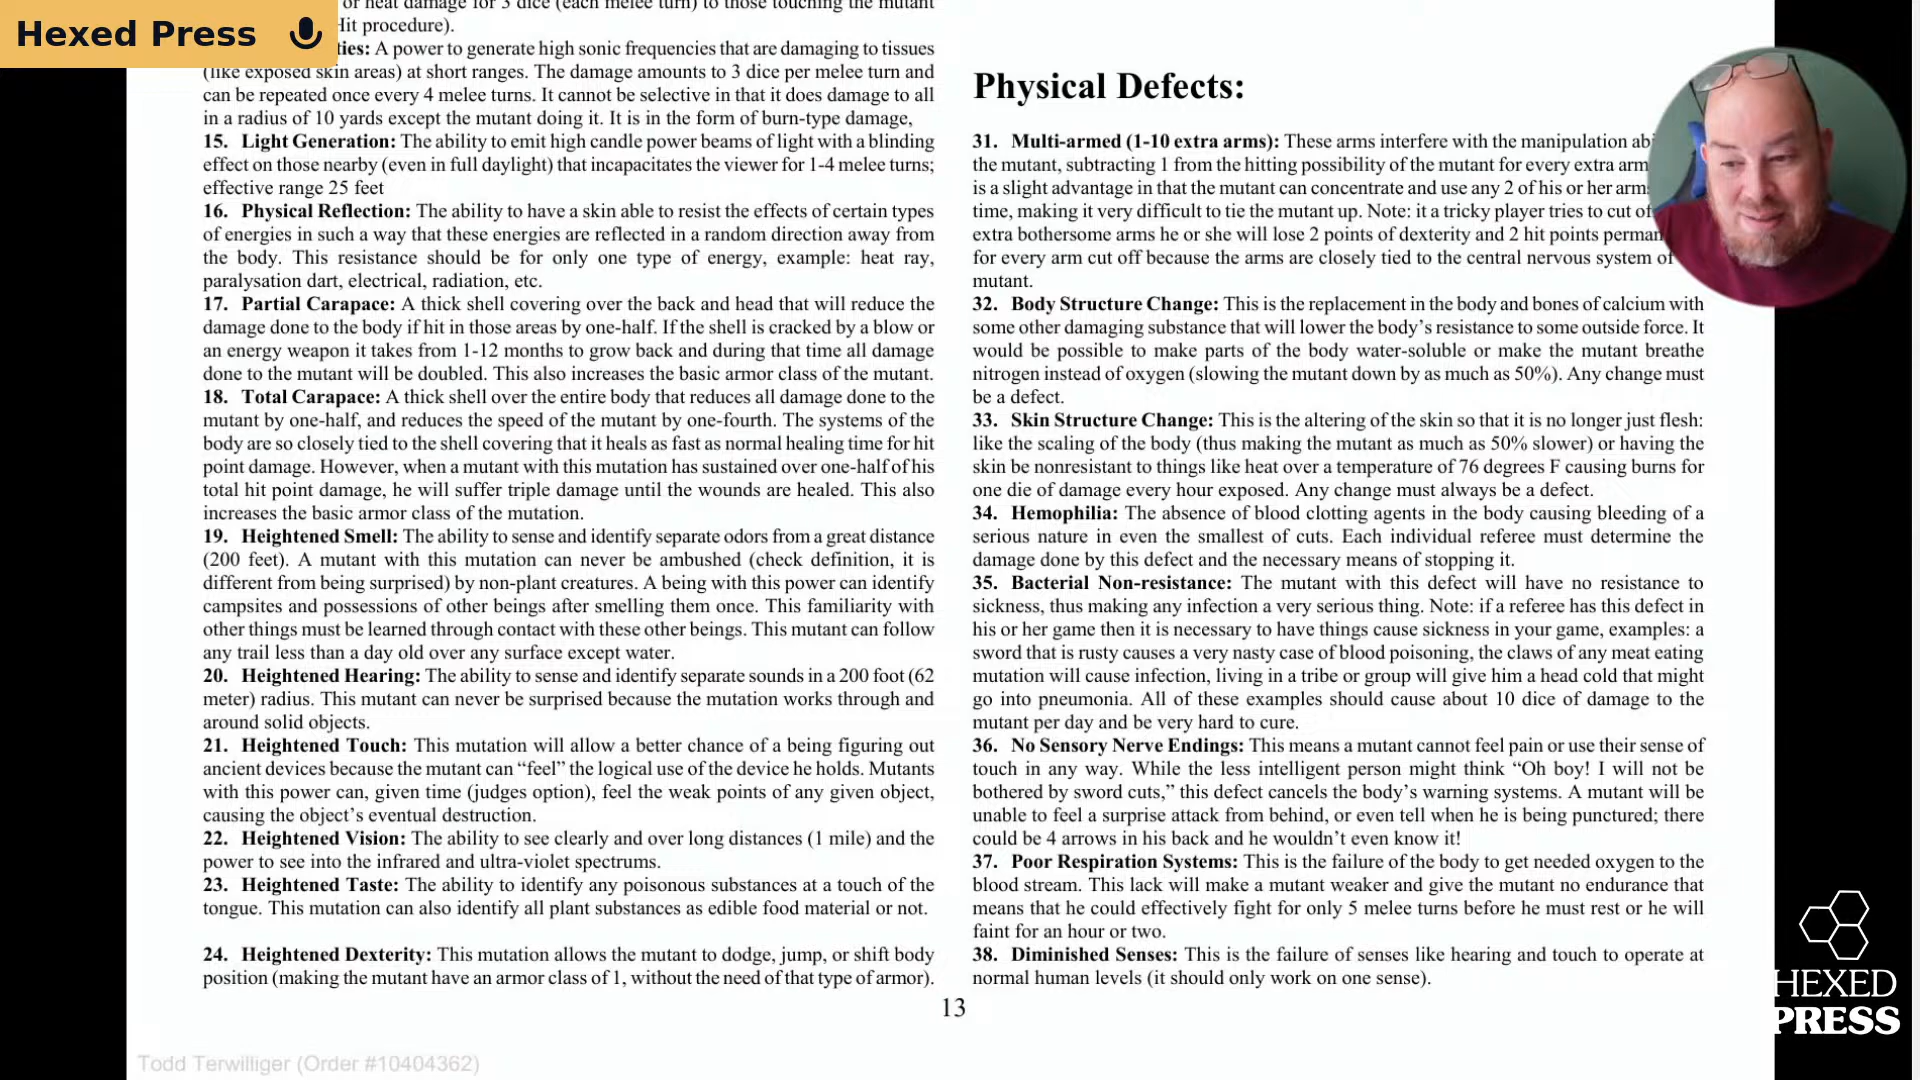 Hexed Press
or heat damage for 3 dice (each melee turn) to those touching the mutant
Hit procedure).
ties: A power to generate high sonic frequencies that are damaging to tissues
(like exposed skin areas) at short ranges. The damage amounts to 3 dice per melee turn and
can be repeated once every 4 melee turns. It cannot be selective in that it does damage to all
in a radius of 10 yards except the mutant doing it. It is in the form of burn-type damage,
15. Light Generation: The ability to emit high candle power beams of light with a blinding
effect on those nearby (even in full daylight) that incapacitates the viewer for 1-4 melee turns;
effective range 25 feet
16. Physical Reflection: The ability to have a skin able to resist the effects of certain types
of energies in such a way that these energies are reflected in a random direction away from
the body. This resistance should be for only one type of energy, example: heat ray,
paralysation dart, electrical, radiation, etc.
17. Partial Carapace: A thick shell covering over the back and head that will reduce the
damage done to the body if hit in those areas by one-half. If the shell is cracked by a blow or
an energy weapon it takes from 1-12 months to grow back and during that time all damage
done to the mutant will be doubled. This also increases the basic armor class of the mutant.
18. Total Carapace: A thick shell over the entire body that reduces all damage done to the
mutant by one-half, and reduces the speed of the mutant by one-fourth. The systems of the
body are so closely tied to the shell covering that it heals as fast as normal healing time for hit
point damage. However, when a mutant with this mutation has sustained over one-half of his
total hit point damage, he will suffer triple damage until the wounds are healed. This also
increases the basic armor class of the mutation.
19. Heightened Smell: The ability to sense and identify separate odors from a great distance
(200 feet). A mutant with this mutation can never be ambushed (check definition, it is
different from being surprised) by non-plant creatures. A being with this power can identify
campsites and possessions of other beings after smelling them once. This familiarity with
other things must be learned through contact with these other beings. This mutant can follow
any trail less than a day old over any surface except water.
20. Heightened Hearing: The ability to sense and identify separate sounds in a 200 foot (62
meter) radius. This mutant can never be surprised because the mutation works through and
around solid objects.
21. Heightened Touch: This mutation will allow a better chance of a being figuring out
ancient devices because the mutant can “feel” the logical use of the device he holds. Mutants
with this power can, given time (judges option), feel the weak points of any given object,
causing the object’s eventual destruction.
22. Heightened Vision: The ability to see clearly and over long distances (1 mile) and the
power to see into the infrared and ultra-violet spectrums.
23. Heightened Taste: The ability to identify any poisonous substances at a touch of the
tongue. This mutation can also identify all plant substances as edible food material or not.
24. Heightened Dexterity: This mutation allows the mutant to dodge, jump, or shift body
position (making the mutant have an armor class of 1, without the need of that type of armor).
Physical Defects:
31. Multi-armed (1-10 extra arms): These arms interfere with the manipulation
the mutant, subtracting 1 from the hitting possibility of the mutant for every extra arm
is a slight advantage in that the mutant can concentrate and use any 2 of his or her arm
time, making it very difficult to tie the mutant up. Note: it a tricky player tries to cut
extra bothersome arms he or she will lose 2 points of dexterity and 2 hit points
for every arm cut off because the arms are closely tied to the central nervous system of
mutant.
32. Body Structure Change: This is the replacement in the body and bones of calcium with
some other damaging substance that will lower the body’s resistance to some outside force. It
would be possible to make parts of the body water-soluble or make the mutant breathe
nitrogen instead of oxygen (slowing the mutant down by as much as 50%). Any change must
be a defect.
33. Skin Structure Change: This is the altering of the skin so that it is no longer just flesh:
like the scaling of the body (thus making the mutant as much as 50% slower) or having the
skin be nonresistant to things like heat over a temperature of 76 degrees F causing burns for
one die of damage every hour exposed. Any change must always be a defect.
34. Hemophilia: The absence of blood clotting agents in the body causing bleeding of a
serious nature in even the smallest of cuts. Each individual referee must determine the
damage done by this defect and the necessary means of stopping it.
35. Bacterial Non-resistance: The mutant with this defect will have no resistance to
sickness, thus making any infection a very serious thing. Note: if a referee has this defect in
his or her game then it is necessary to have things cause sickness in your game, examples: a
sword that is rusty causes a very nasty case of blood poisoning, the claws of any meat eating
mutation will cause infection, living in a tribe or group will give him a head cold that might
go into pneumonia. All of these examples should cause about 10 dice of damage to the
mutant per day and be very hard to cure.
36. No Sensory Nerve Endings: This means a mutant cannot feel pain or use their sense of
touch in any way. While the less intelligent person might think “Oh boy! I will not be
bothered by sword cuts,” this defect cancels the body’s warning systems. A mutant will be
unable to feel a surprise attack from behind, or even tell when he is being punctured; there
could be 4 arrows in his back and he wouldn’t even know it!
37. Poor Respiration Systems: This is the failure of the body to get needed oxygen to the
blood stream. This lack will make a mutant weaker and give the mutant no endurance that
means that he could effectively fight for only 5 melee turns before he must rest or he will
faint for an hour or two.
38. Diminished Senses: This is the failure of senses like hearing and touch to operate at
normal human levels (it should only work on one sense).
13
Todd Terwilliger (Order #10404362)
HEXED
PRESS